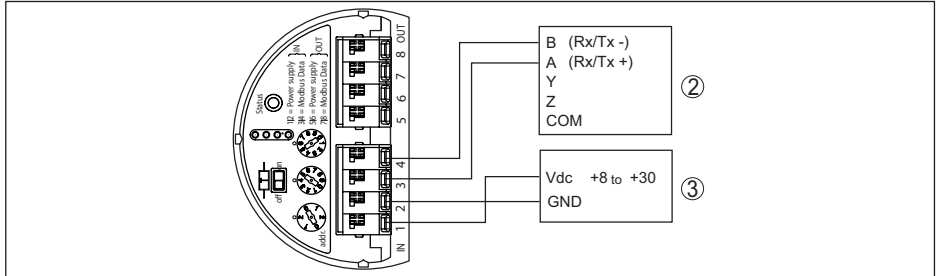 Status
1|2 = Power supply } IN
3|4 = Modbus Data
5|6 = Power supply } OUT
7|8 = Modbus Data
on
off
addr.
OUT
8
7
6
5
4
3
2
1
IN
B (Rx/Tx -)
A (Rx/Tx +)
Y
Z
COM
②
Vdc +8 to +30
GND
③